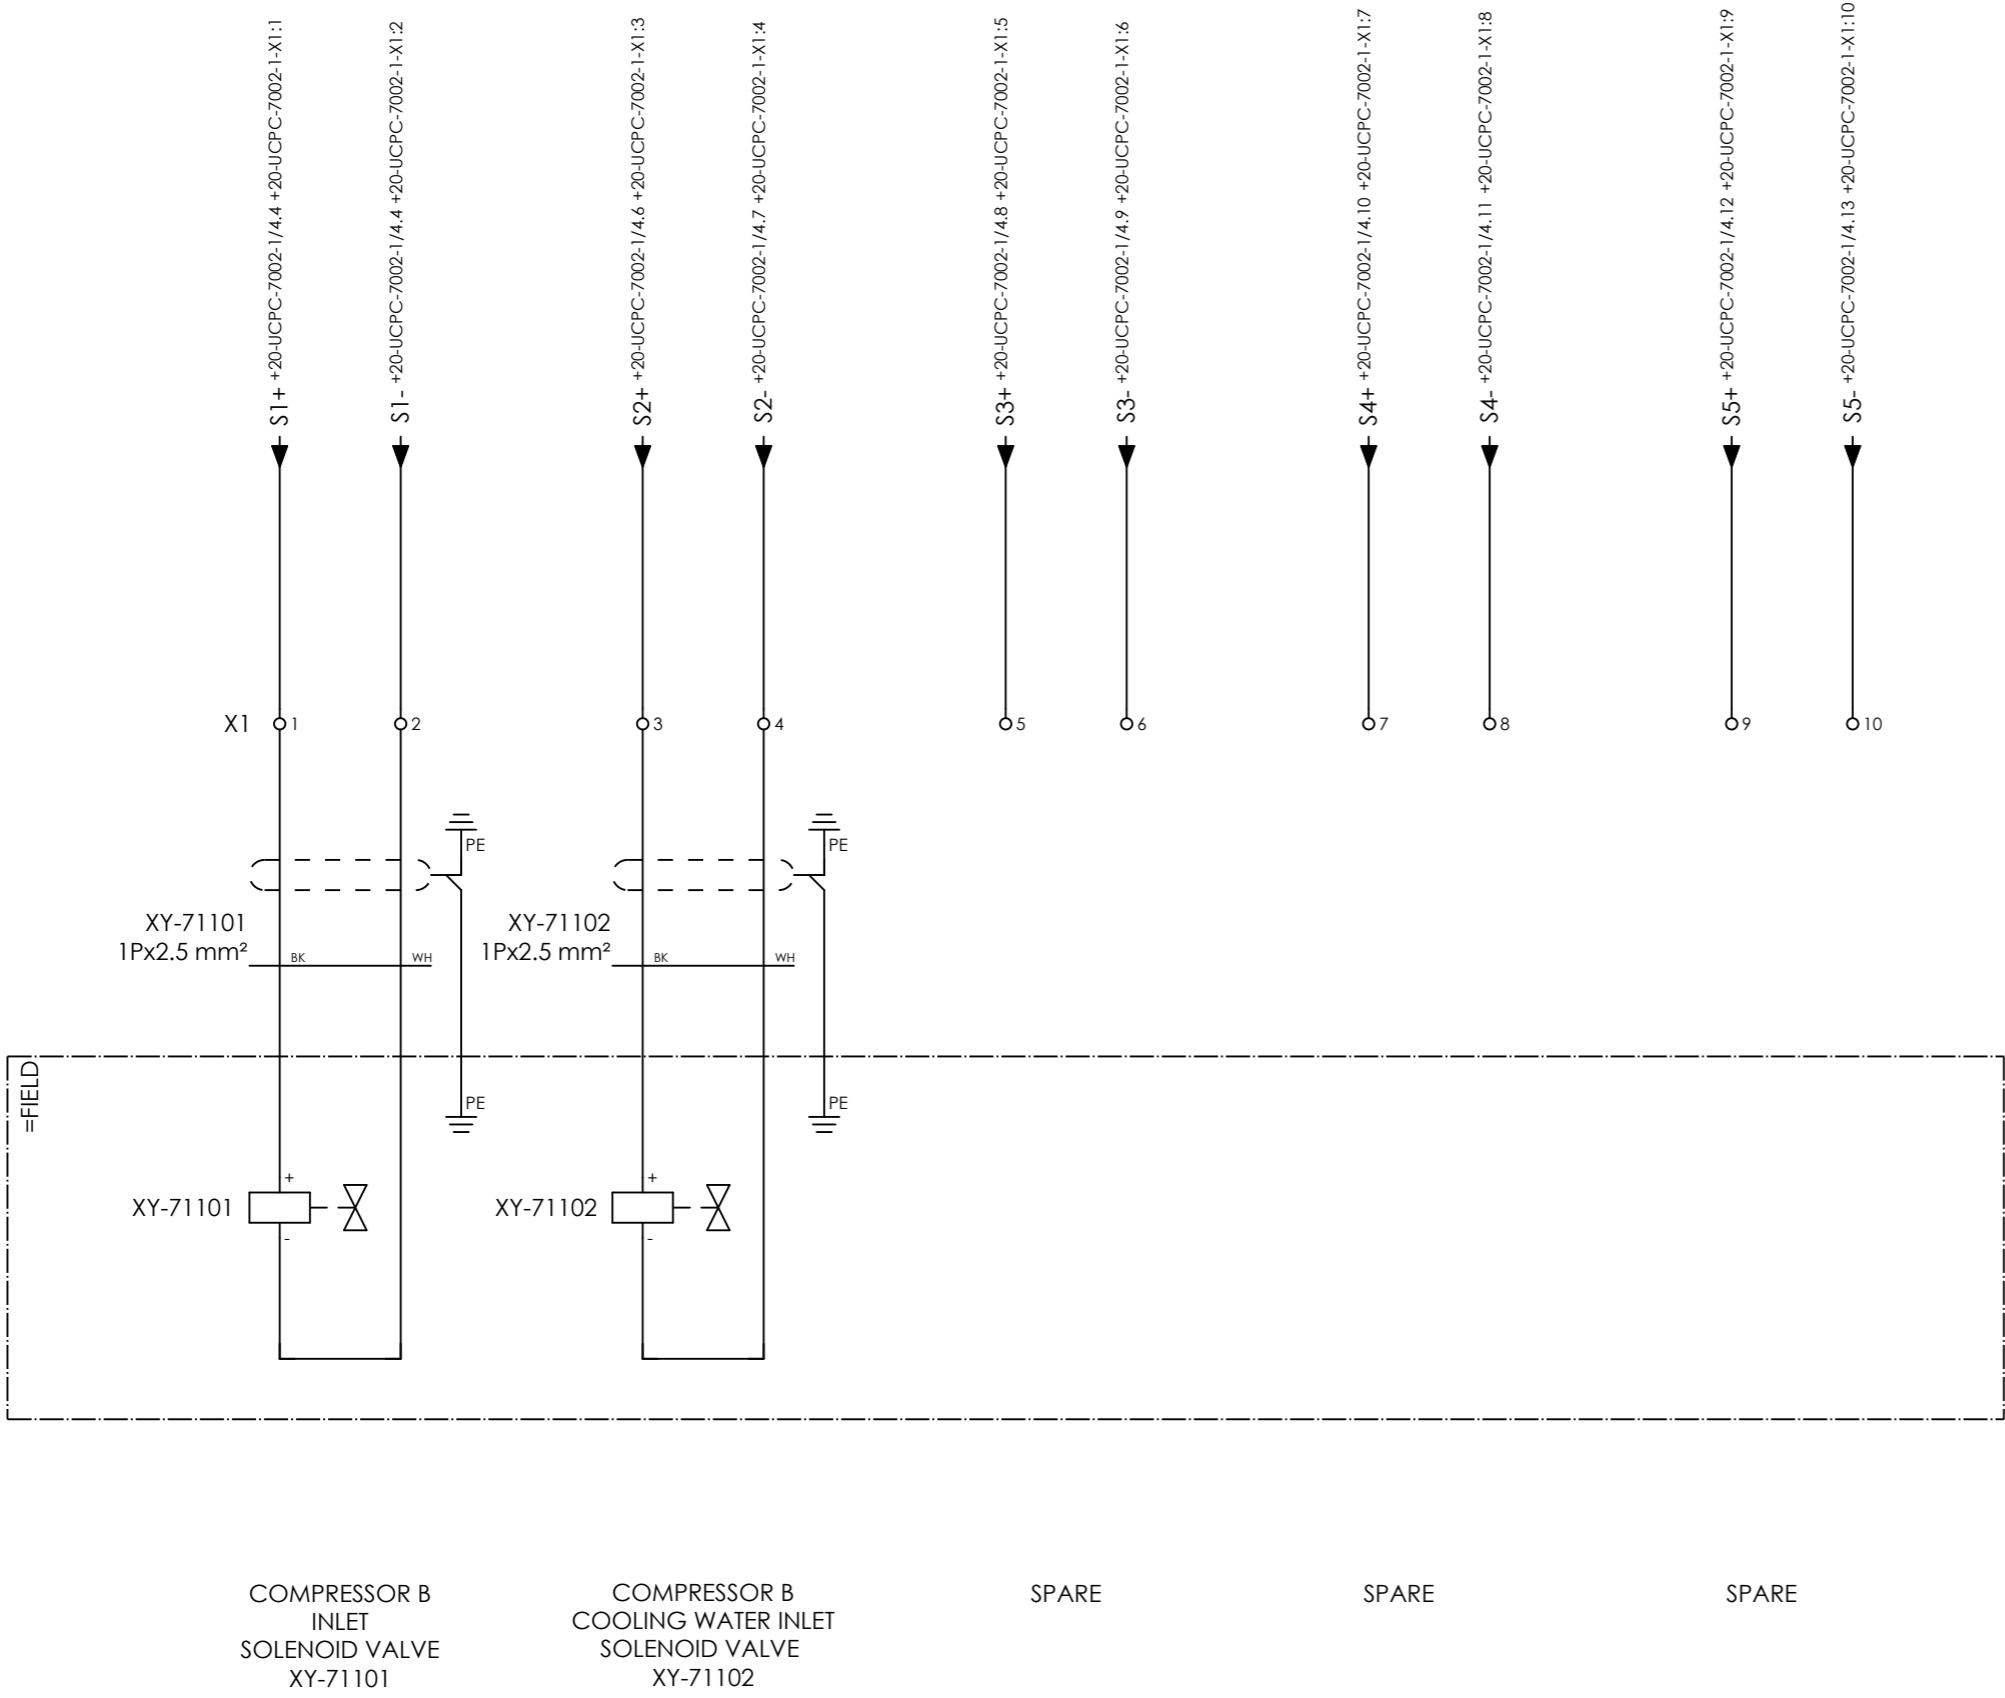 S1+ +20-UCPC-7002-1/4.4 +20-UCPC-7002-1-X1:1
S1- +20-UCPC-7002-1/4.4 +20-UCPC-7002-1-X1:2
S2+ +20-UCPC-7002-1/4.6 +20-UCPC-7002-1-X1:3
S2- +20-UCPC-7002-1/4.7 +20-UCPC-7002-1-X1:4
S3+ +20-UCPC-7002-1/4.8 +20-UCPC-7002-1-X1:5
S3- +20-UCPC-7002-1/4.9 +20-UCPC-7002-1-X1:6
S4+ +20-UCPC-7002-1/4.10 +20-UCPC-7002-1-X1:7
S4- +20-UCPC-7002-1/4.11 +20-UCPC-7002-1-X1:8
S5+ +20-UCPC-7002-1/4.12 +20-UCPC-7002-1-X1:9
S5- +20-UCPC-7002-1/4.13 +20-UCPC-7002-1-X1:10
X1 1 2 3 4 5 6 7 8 9 10
PE PE
XY-71101
1Px2.5 mm²
BK WH
XY-71102
1Px2.5 mm²
BK WH
=FIELD
PE PE
+ +
XY-71101 XY-71102
- -
COMPRESSOR B
INLET
SOLENOID VALVE
XY-71101
COMPRESSOR B
COOLING WATER INLET
SOLENOID VALVE
XY-71102
SPARE
SPARE
SPARE